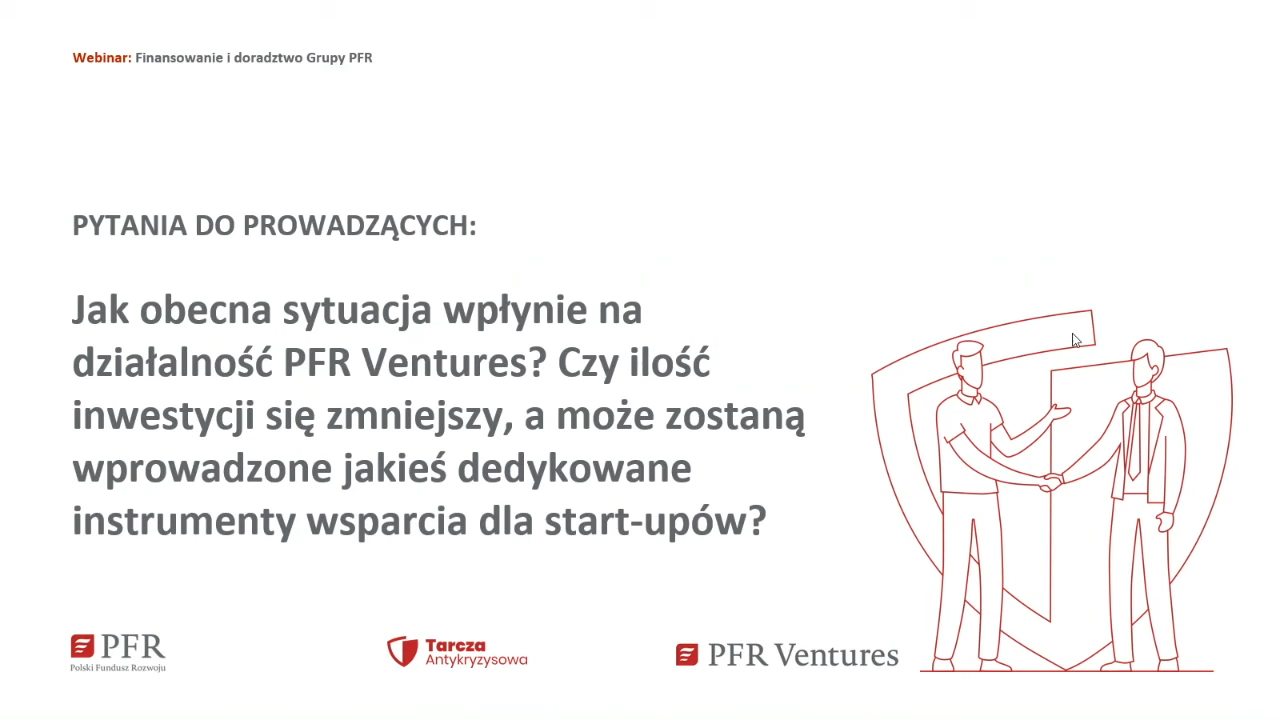 Webinar: Finansowanie i doradztwo Grupy PFR
PYTANIA DO PROWADZĄCYCH:
Jak obecna sytuacja wpłynie na
działalność PFR Ventures? Czy ilość
inwestycji się zmniejszy, a może zostaną
wprowadzone jakieś dedykowane
instrumenty wsparcia dla start-upów?
PFR
Polski Fundusz Rozwoju
Tarcza
Antykryzysowa
PFR Ventures